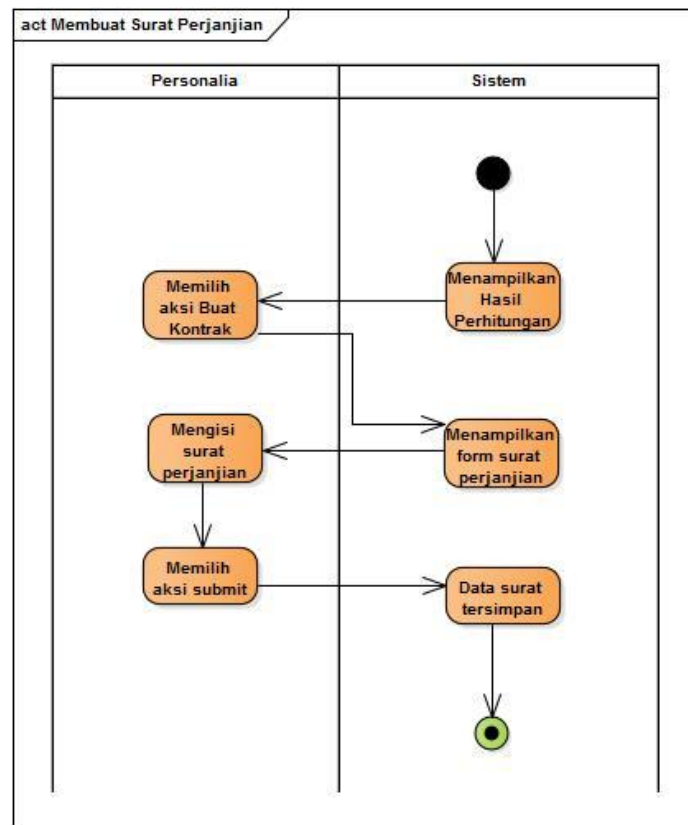 act Membuat Surat Perjanjian
Personalia
Sistem
Menampilkan
Hasil
Perhitungan
Memilih
aksi Buat
Kontrak
Menampilkan
form surat
perjanjian
Mengisi
surat
perjanjian
Memilih
aksi submit
Data surat
tersimpan